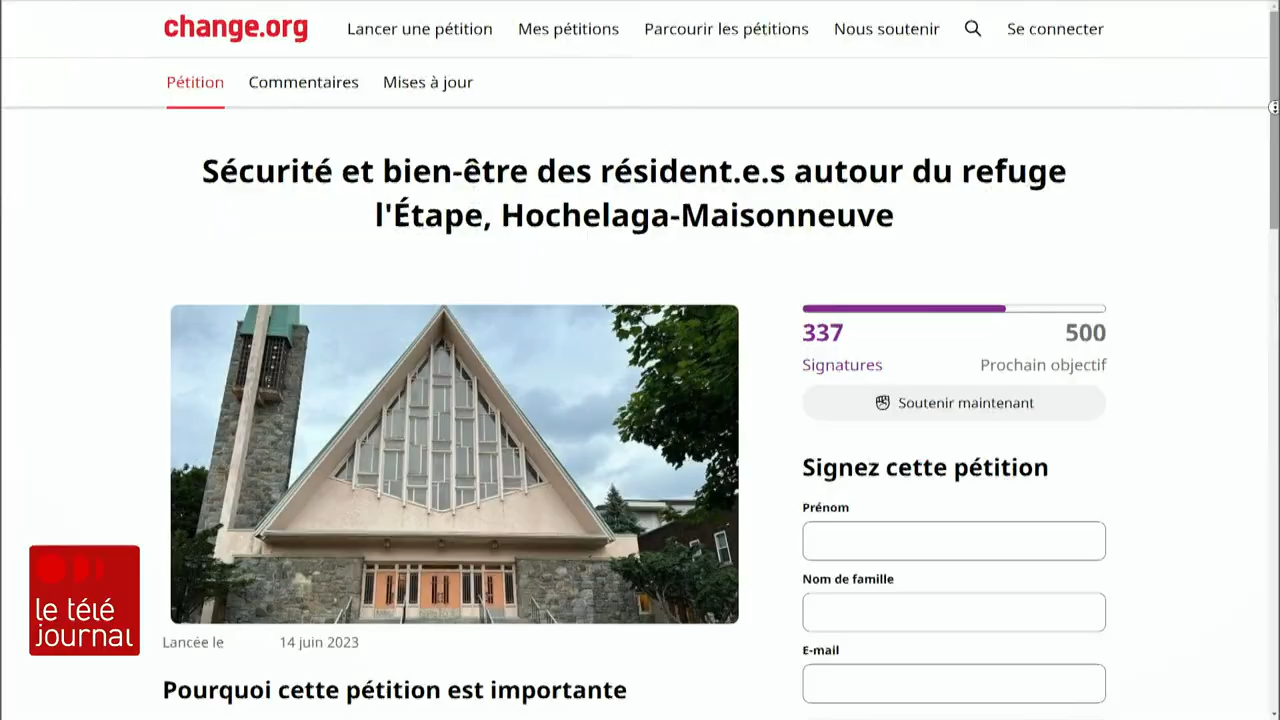 change.org
Lancer une pétition
Mes pétitions
Parcourir les pétitions
Nous soutenir
Se connecter
Pétition
Commentaires
Mises à jour
Sécurité et bien-être des résident.e.s autour du refuge
l'Étape, Hochelaga-Maisonneuve
337
500
Signatures
Prochain objectif
Soutenir maintenant
Signez cette pétition
Prénom
Nom de famille
E-mail
le télé
journal
Lancée le 14 juin 2023
Pourquoi cette pétition est importante